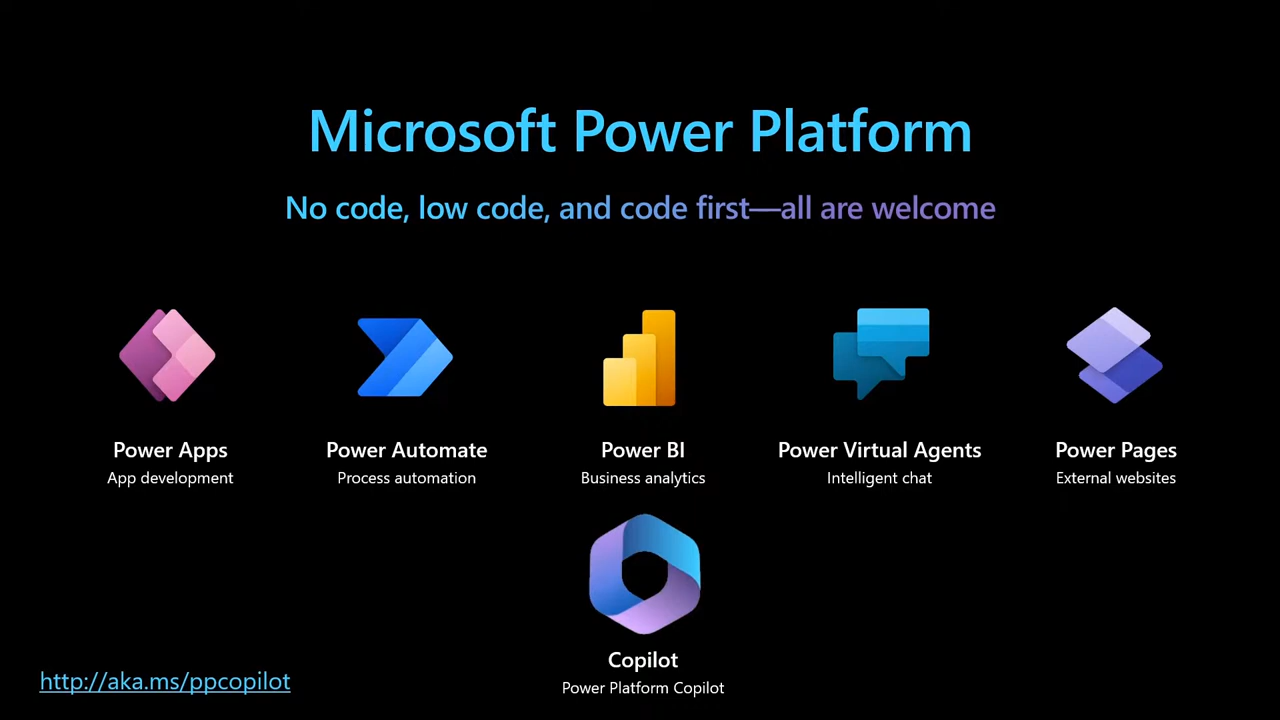 Microsoft Power Platform
No code, low code, and code first—all are welcome
Power Apps
App development
Power Automate
Process automation
Power BI
Business analytics
Power Virtual Agents
Intelligent chat
Power Pages
External websites
Copilot
Power Platform Copilot
http://aka.ms/ppcopilot